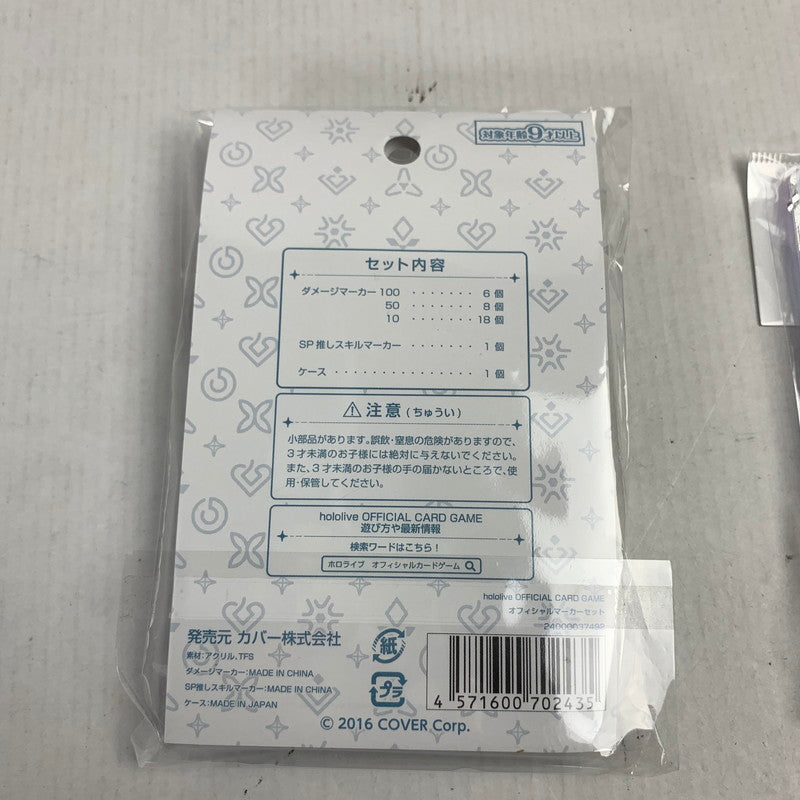 対象年齢9才以上
セット内容
ダメージマーカー 100 ・・・・・・・ 6 個
50 ・・・・・・・ 8 個
10 ・・・・・・・ 18 個
SP 推しスキルマーカー ・・・・・・・ 1 個
ケース ・・・・・・・・・・・・・・・ 1 個
注意 (ちゅうい)
小部品があります。誤飲・窒息の危険がありますので、
3才未満のお子様には絶対に与えないでください。
また、3才未満のお子様の手の届かないところで、使
用・保管してください。
hololive OFFICIAL CARD GAME
遊び方や最新情報
検索ワードはこちら!
ホロライブ オフィシャルカードゲーム
hololive OFFICIAL CARD GAME
オフィシャルマーカーセット
24000037492
発売元 カバー株式会社
素材:アクリル、TFS
ダメージマーカー:MADE IN CHINA
SP推しスキルマーカー:MADE IN CHINA
ケース:MADE IN JAPAN
紙
プラ
4 571600 702435
© 2016 COVER Corp.